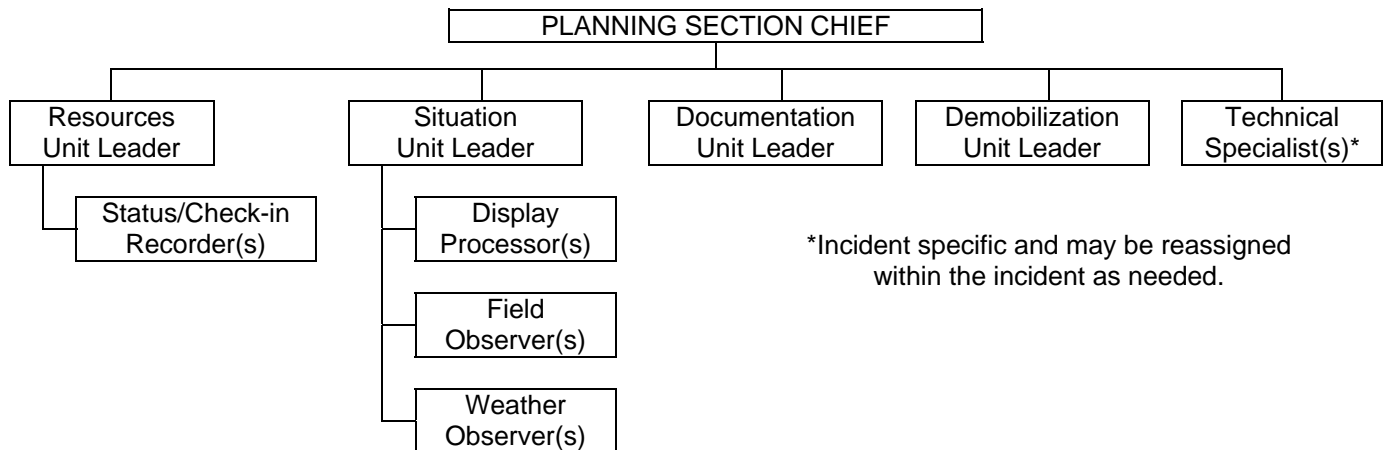 PLANNING SECTION CHIEF
Resources
Unit Leader
Situation
Unit Leader
Documentation
Unit Leader
Demobilization
Unit Leader
Technical
Specialist(s)*
Status/Check-in
Recorder(s)
Display
Processor(s)
*Incident specific and may be reassigned
within the incident as needed.
Field
Observer(s)
Weather
Observer(s)